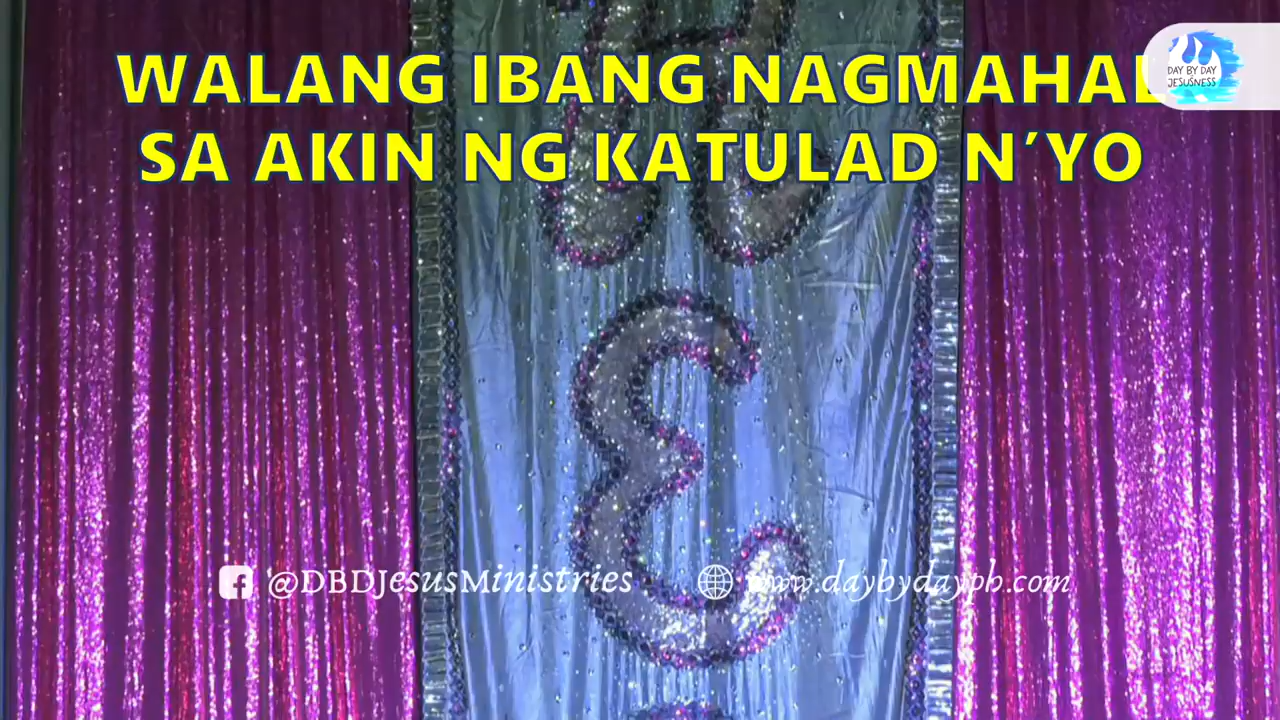 WALANG IBANG NAGMAHAL
SA AKIN NG KATULAD N'YO
DAY BY DAY
JESUSNESS
@DBDJesusMinistries
www.daybydayph.com